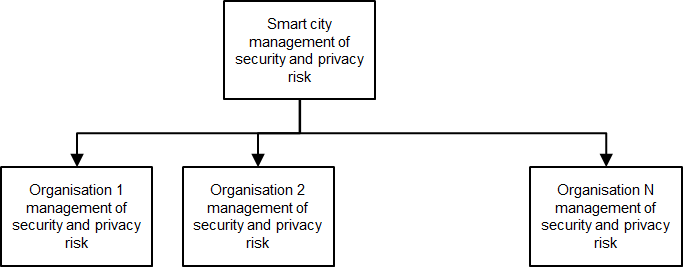 Smart city
management of
security and privacy
risk
Organisation 1
management of
security and privacy
risk
Organisation 2
management of
security and privacy
risk
Organisation N
management of
security and privacy
risk